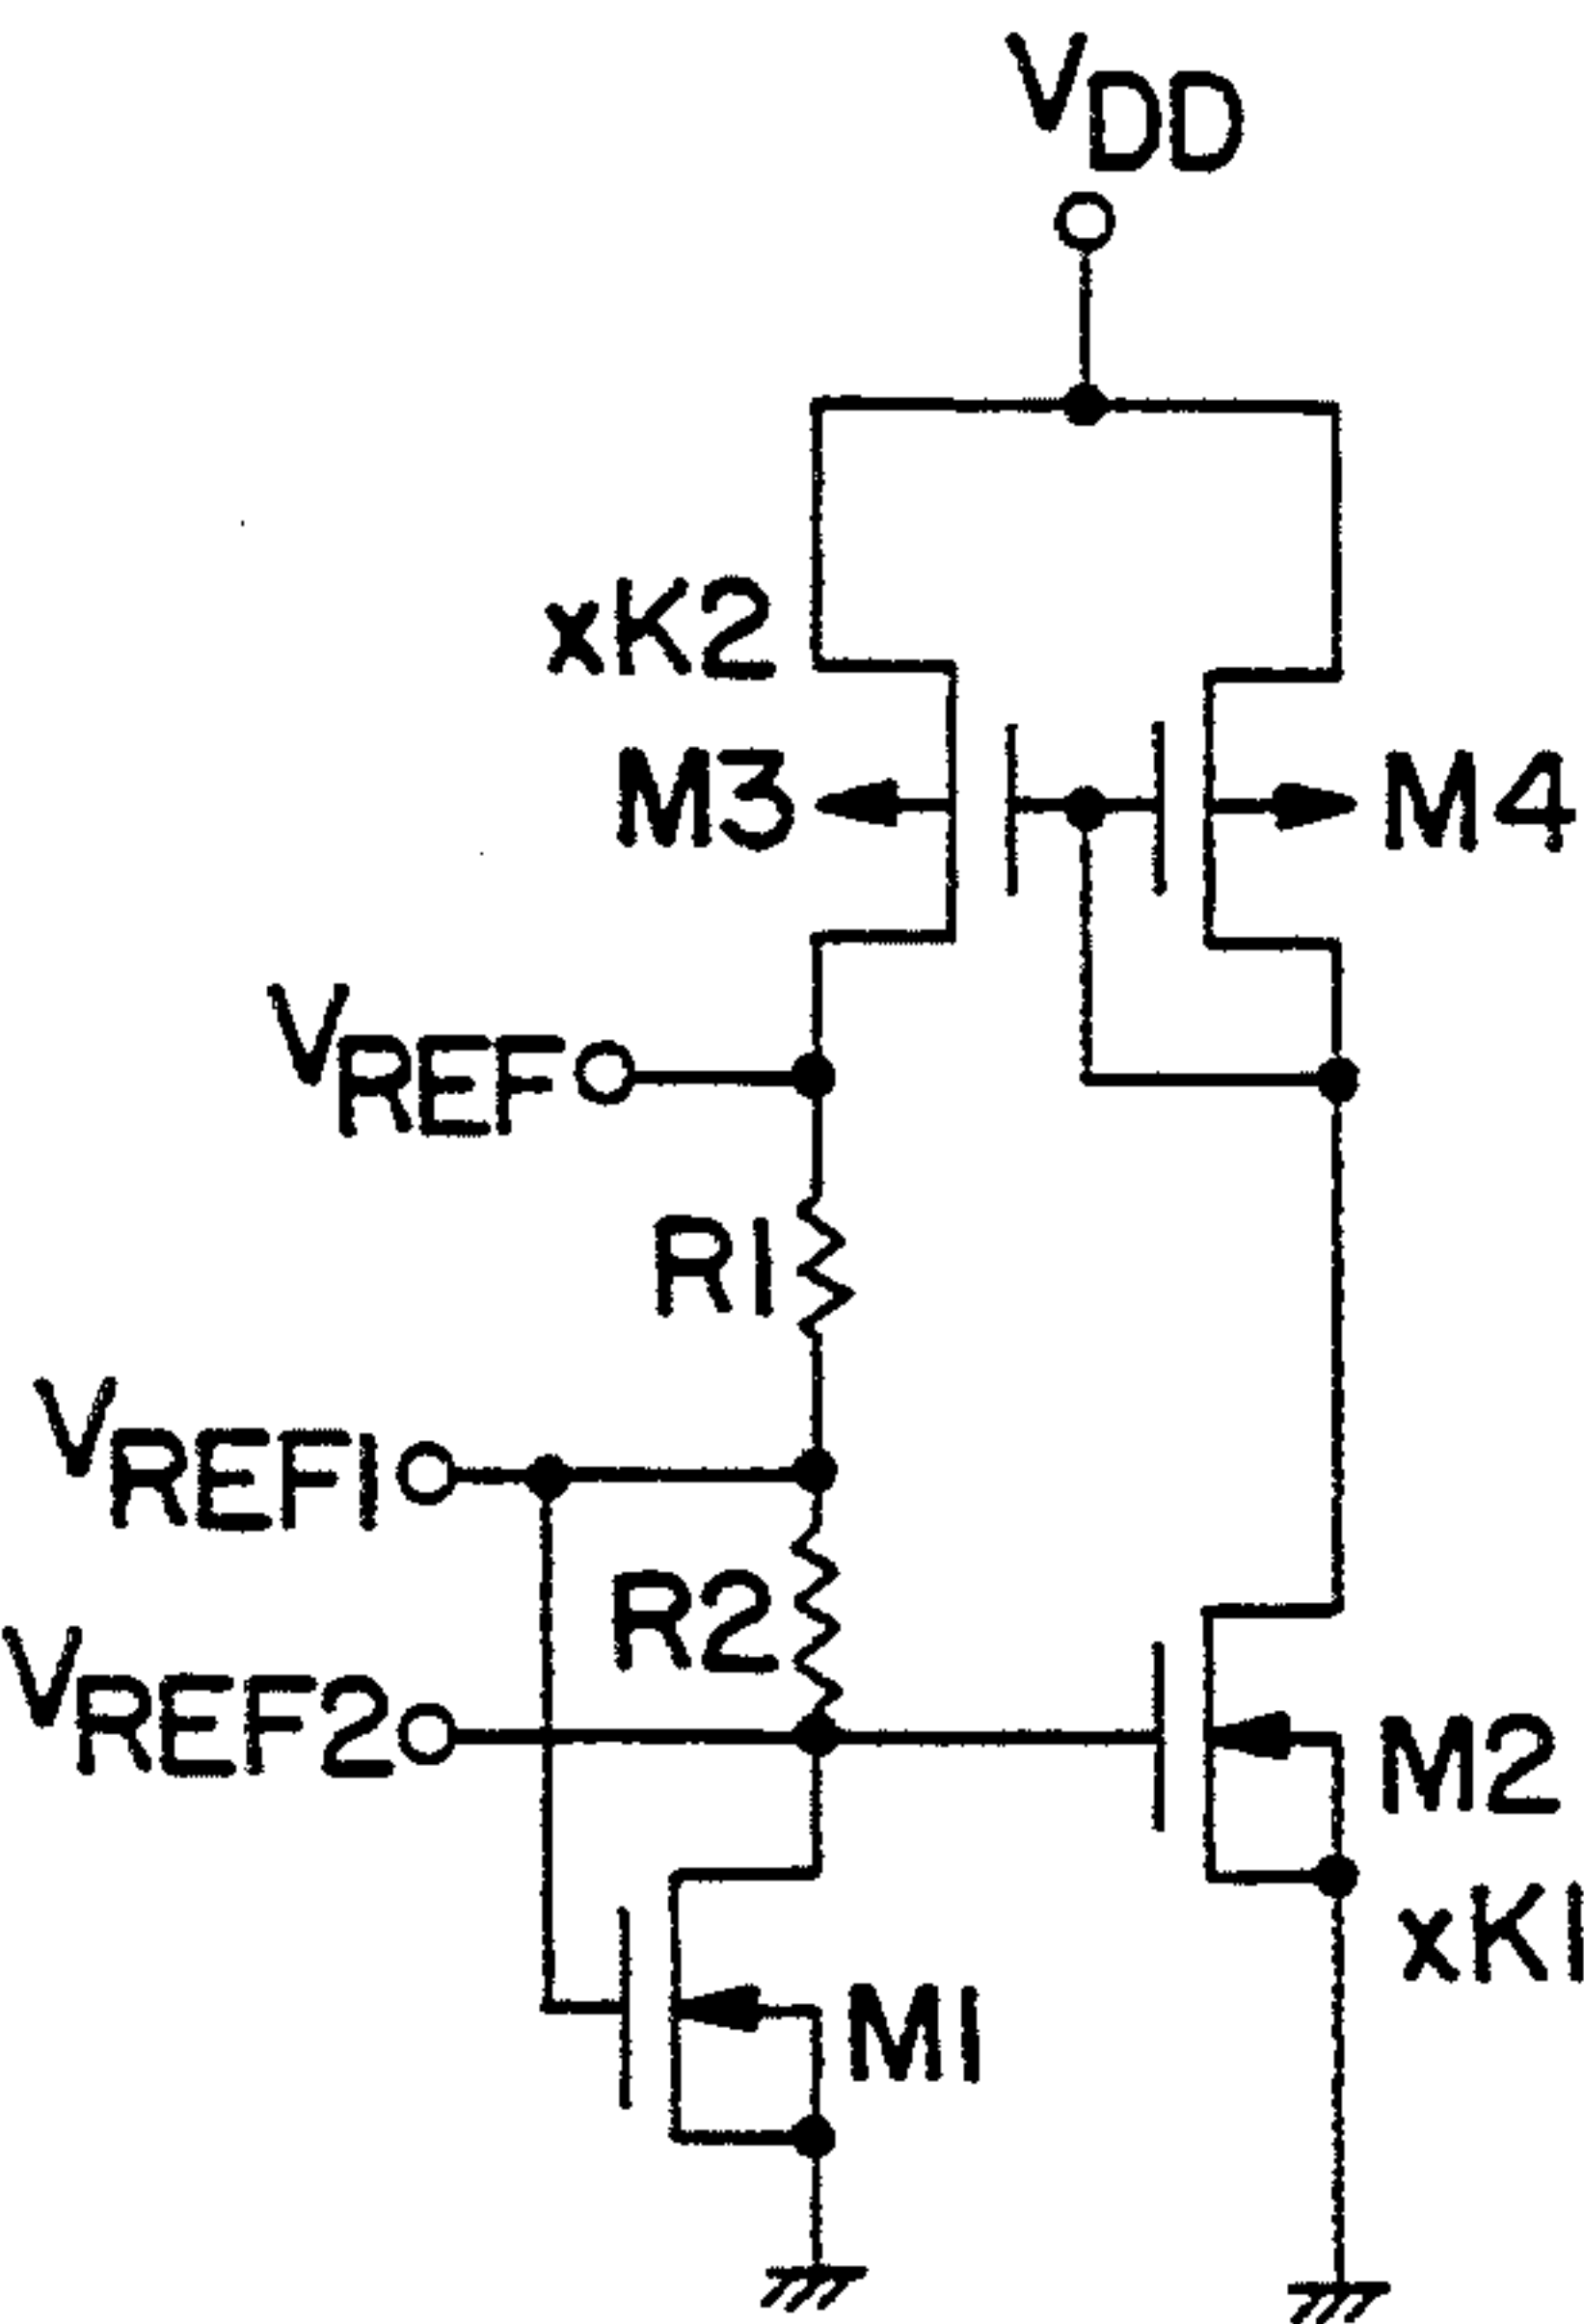 VDD
xK2
M3
M4
VREF
R1
VREF1
R2
VREF2
M2
xK1
M1